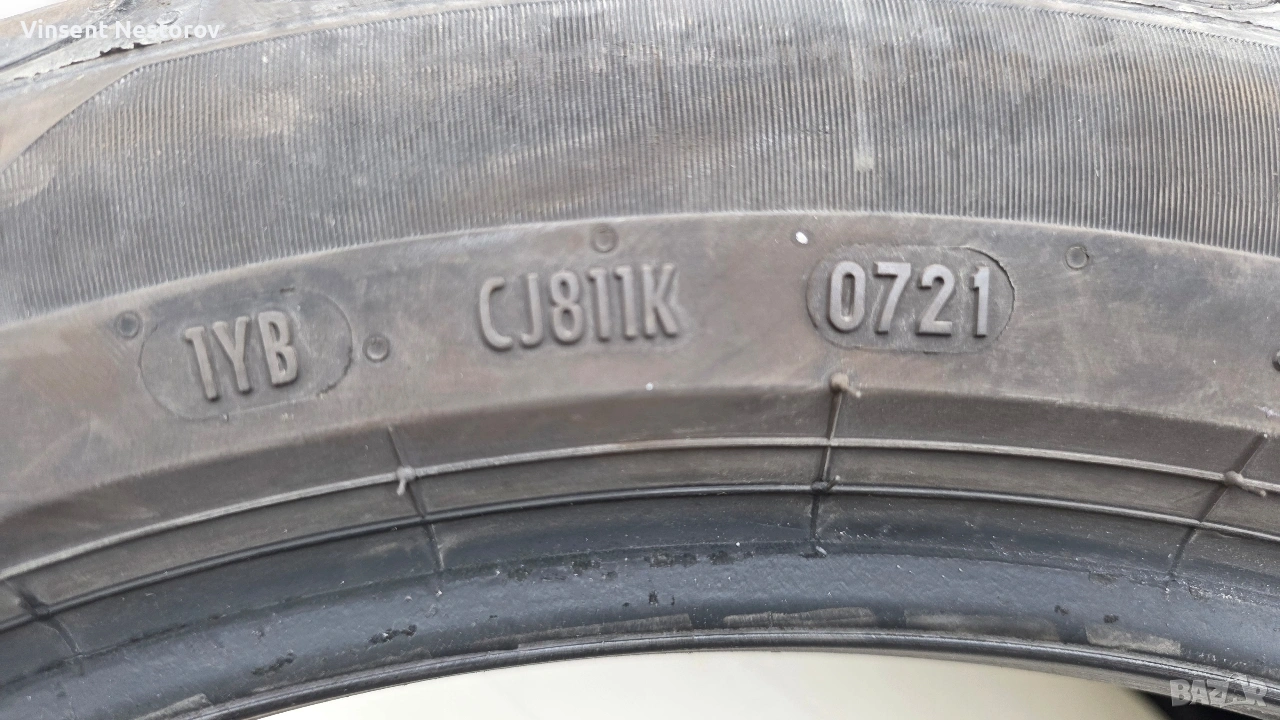 Vinsent Nestorov
1YB CJ811K 0721
BAZAR